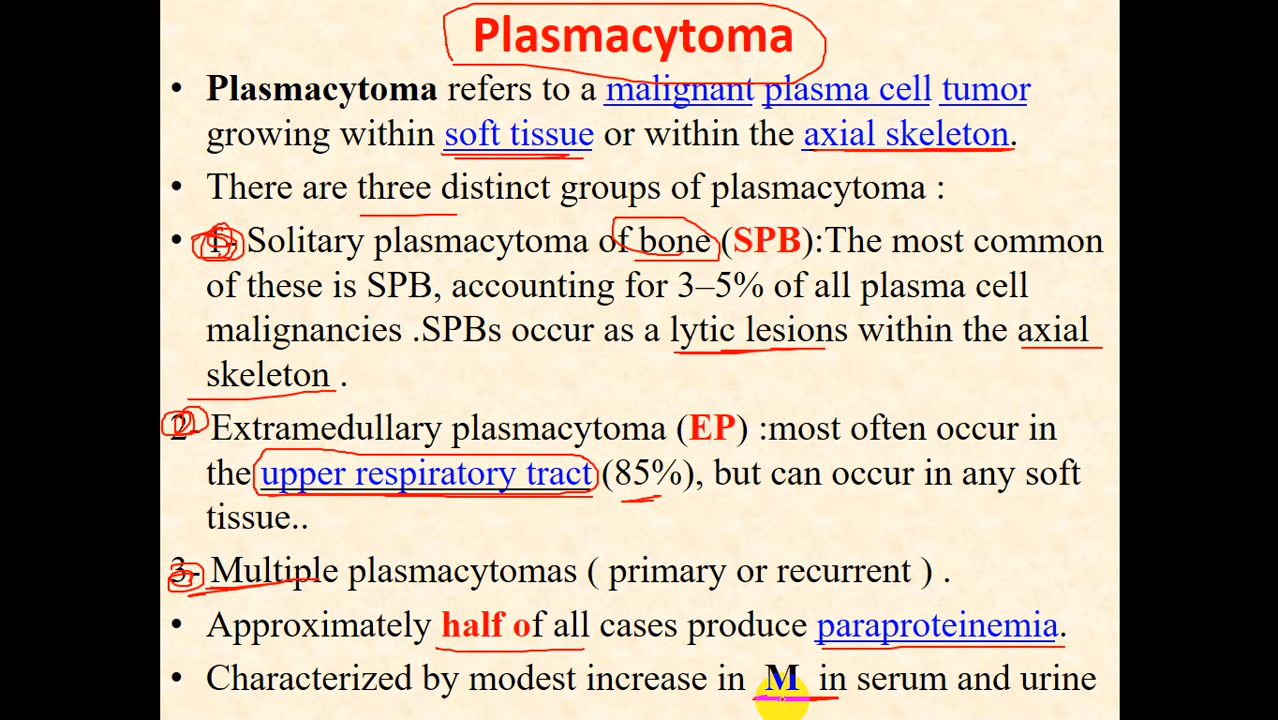 Plasmacytoma
• Plasmacytoma refers to a malignant plasma cell tumor
growing within soft tissue or within the axial skeleton.
• There are three distinct groups of plasmacytoma :
• 1- Solitary plasmacytoma of bone (SPB):The most common
of these is SPB, accounting for 3–5% of all plasma cell
malignancies .SPBs occur as a lytic lesions within the axial
skeleton .
2- Extramedullary plasmacytoma (EP) :most often occur in
the upper respiratory tract (85%), but can occur in any soft
tissue..
3- Multiple plasmacytomas ( primary or recurrent ) .
• Approximately half of all cases produce paraproteinemia.
• Characterized by modest increase in M in serum and urine